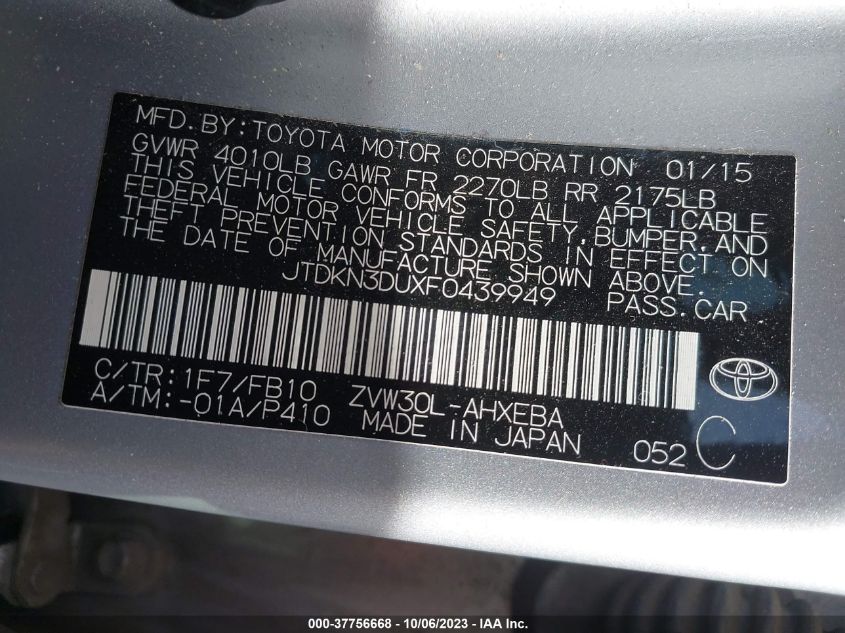 MFD. BY: TOYOTA MOTOR CORPORATION 01/15
GVWR 4010LB GAWR FR 2270LB RR 2175LB
THIS VEHICLE CONFORMS TO ALL APPLICABLE
FEDERAL MOTOR VEHICLE SAFETY, BUMPER, AND
THEFT PREVENTION STANDARDS IN EFFECT ON
THE DATE OF MANUFACTURE SHOWN ABOVE.
JTDKN3DUXF0439949 PASS. CAR
C/TR: 1F7/FB10 ZVW30L-AHXEBA
A/TM: -01A/P410 MADE IN JAPAN 052 C
000-37756668 - 10/06/2023 - IAA Inc.